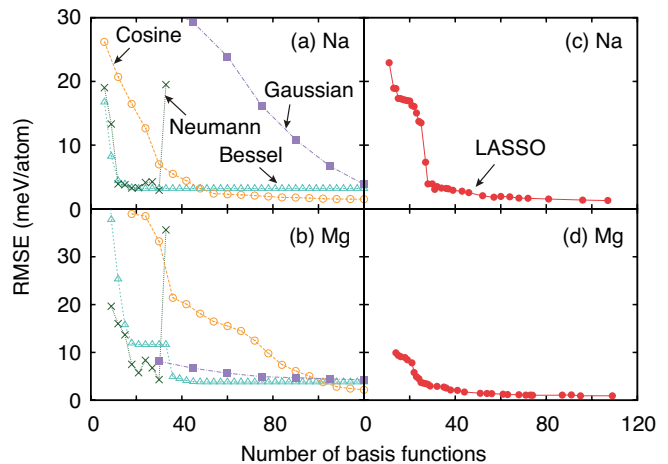 (a) Na
(c) Na
Cosine
Gaussian
Neumann
Bessel
LASSO
30
20
10
0
(b) Mg
(d) Mg
30
20
10
0
RMSE (meV/atom)
0 40 80 0 40 80 120
Number of basis functions